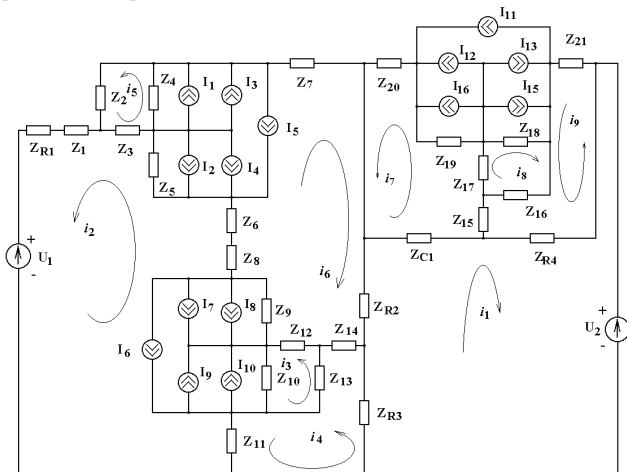 I11
I12
I13
Z21
Z20
I16
I15
Z19
Z18
Z17
i8
i9
Z16
Z15
i7
ZC1
ZR4
Z2
i5
Z4
I1
I3
Z7
I5
ZR1
Z1
Z3
Z5
I2
I4
i2
Z6
Z8
i6
+
U1
-
I7
I8
Z9
I6
Z12
Z14
ZR2
i1
+
U2
-
I9
I10
i3
Z10
Z13
ZR3
Z11
i4